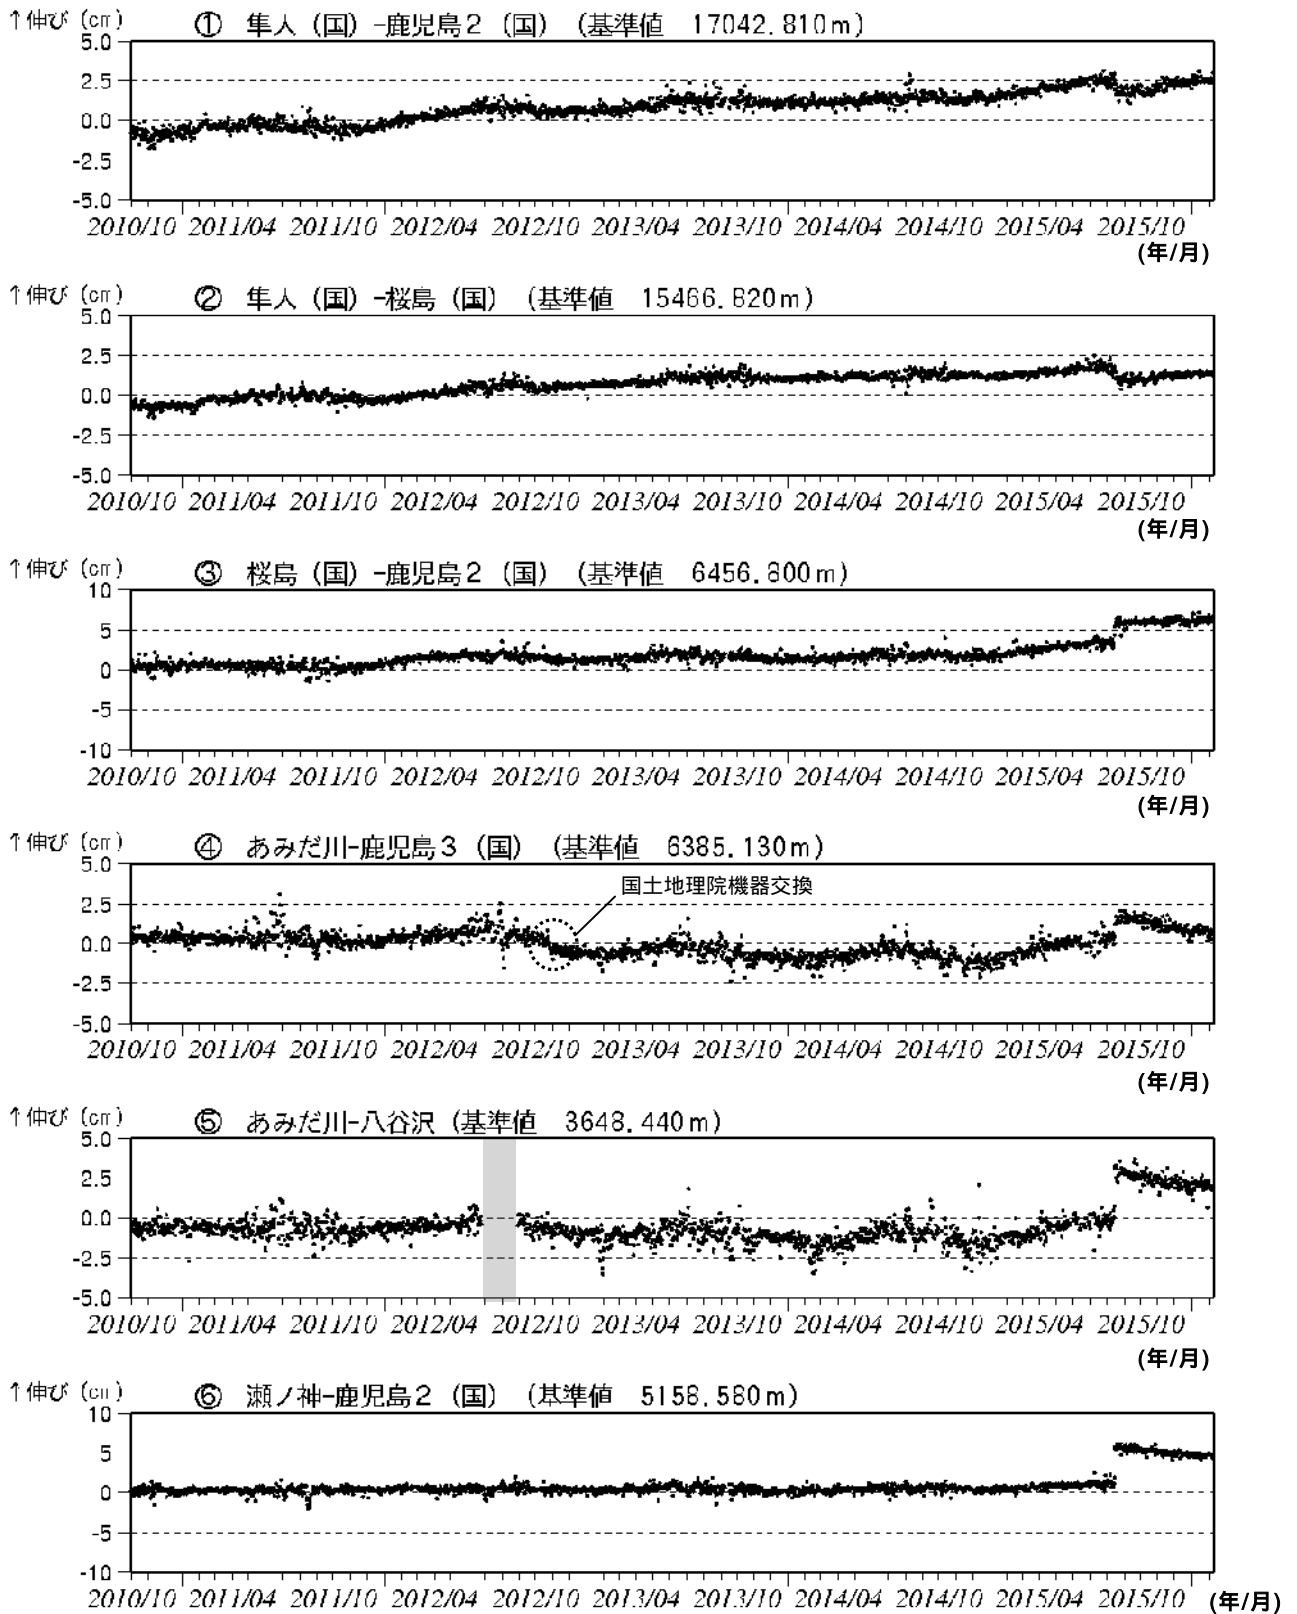 ↑伸び (cm) ① 隼人（国）-鹿児島２（国） （基準値 17042.810m）
5.0
2.5
0.0
-2.5
-5.0
2010/10 2011/04 2011/10 2012/04 2012/10 2013/04 2013/10 2014/04 2014/10 2015/04 2015/10
(年/月)
↑伸び (cm) ② 隼人（国）-桜島（国） （基準値 15466.820m）
5.0
2.5
0.0
-2.5
-5.0
2010/10 2011/04 2011/10 2012/04 2012/10 2013/04 2013/10 2014/04 2014/10 2015/04 2015/10
(年/月)
↑伸び (cm) ③ 桜島（国）-鹿児島２（国） （基準値 6456.800m）
10
5
0
-5
-10
2010/10 2011/04 2011/10 2012/04 2012/10 2013/04 2013/10 2014/04 2014/10 2015/04 2015/10
(年/月)
↑伸び (cm) ④ あみだ川-鹿児島３（国） （基準値 6385.130m）
5.0
国土地理院機器交換
2.5
0.0
-2.5
-5.0
2010/10 2011/04 2011/10 2012/04 2012/10 2013/04 2013/10 2014/04 2014/10 2015/04 2015/10
(年/月)
↑伸び (cm) ⑤ あみだ川-八谷沢（基準値 3648.440m）
5.0
2.5
0.0
-2.5
-5.0
2010/10 2011/04 2011/10 2012/04 2012/10 2013/04 2013/10 2014/04 2014/10 2015/04 2015/10
(年/月)
↑伸び (cm) ⑥ 瀬ノ神-鹿児島２（国） （基準値 5158.580m）
10
5
0
-5
-10
2010/10 2011/04 2011/10 2012/04 2012/10 2013/04 2013/10 2014/04 2014/10 2015/04 2015/10 (年/月)